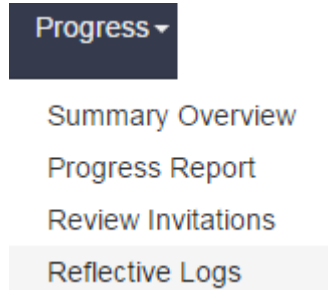 Progress
Summary Overview
Progress Report
Review Invitations
Reflective Logs